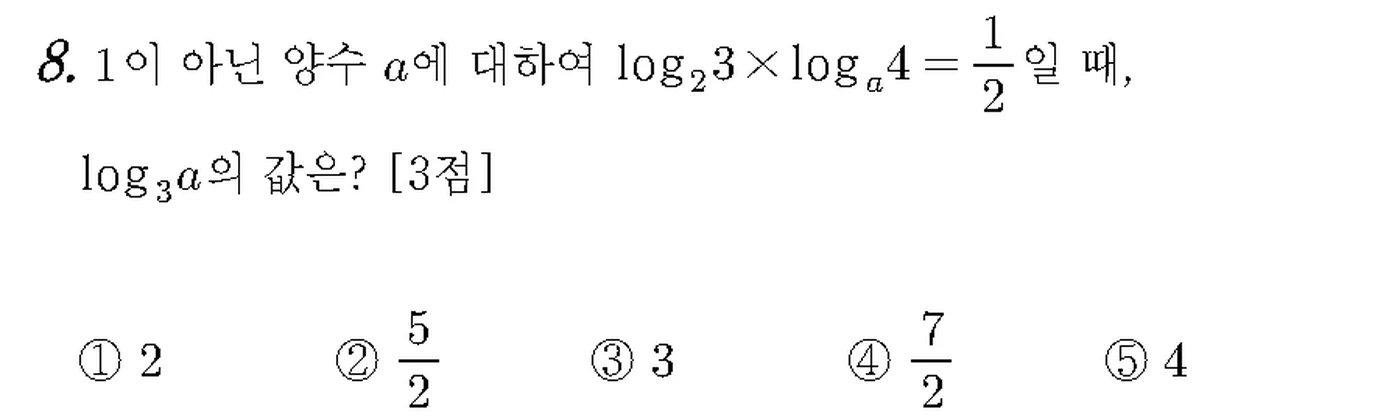 8. 1이 아닌 양수 a에 대하여 log₂3×logₐ4=1/2일 때,
log₃a의 값은? [3점]
① 2 ② 5/2 ③ 3 ④ 7/2 ⑤ 4